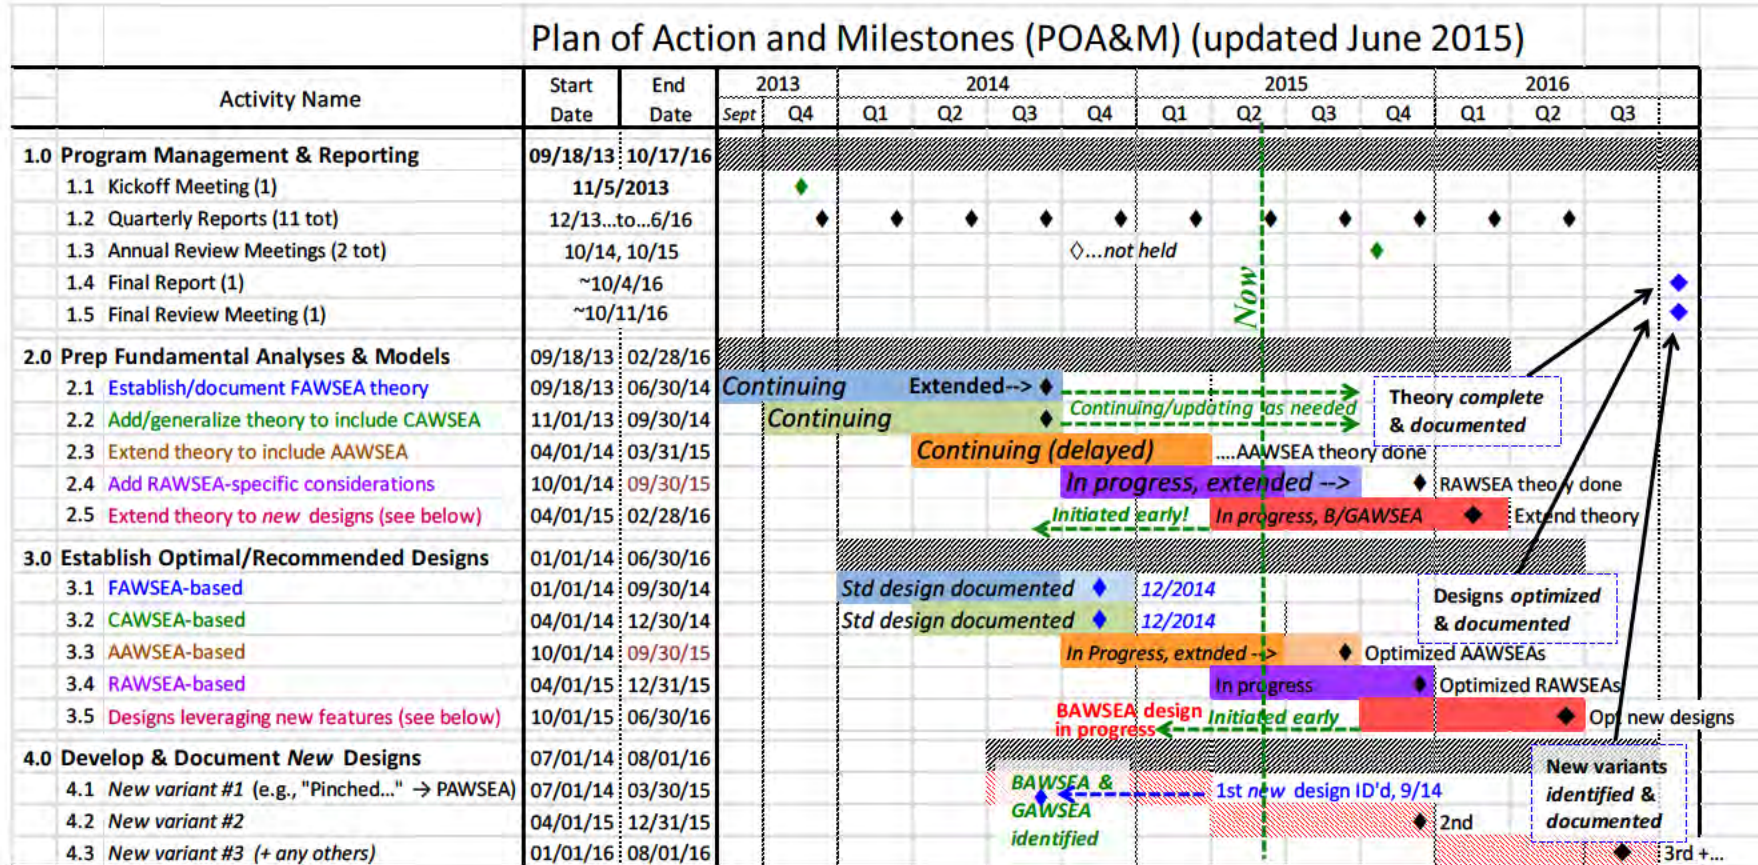 Plan of Action and Milestones (POA&M) (updated June 2015)
Activity Name Start Date End Date 2013 2014 2015 2016
Sept Q4 Q1 Q2 Q3 Q4 Q1 Q2 Q3 Q4 Q1 Q2 Q3
1.0 Program Management & Reporting 09/18/13 10/17/16
1.1 Kickoff Meeting (1) 11/5/2013
1.2 Quarterly Reports (11 tot) 12/13...to...6/16
1.3 Annual Review Meetings (2 tot) 10/14, 10/15 ...not held
1.4 Final Report (1) ~10/4/16
1.5 Final Review Meeting (1) ~10/11/16
Now
2.0 Prep Fundamental Analyses & Models 09/18/13 02/28/16
2.1 Establish/document FAWSEA theory 09/18/13 06/30/14 Continuing Extended-->
2.2 Add/generalize theory to include CAWSEA 11/01/13 09/30/14 Continuing Continuing/updating as needed
Theory complete
& documented
2.3 Extend theory to include AAWSEA 04/01/14 03/31/15 Continuing (delayed) ....AAWSEA theory done
2.4 Add RAWSEA-specific considerations 10/01/14 09/30/15 In progress, extended --> RAWSEA theory done
2.5 Extend theory to new designs (see below) 04/01/15 02/28/16 Initiated early! In progress, B/GAWSEA Extend theory
3.0 Establish Optimal/Recommended Designs 01/01/14 06/30/16
3.1 FAWSEA-based 01/01/14 09/30/14 Std design documented 12/2014
3.2 CAWSEA-based 04/01/14 12/30/14 Std design documented 12/2014
Designs optimized
& documented
3.3 AAWSEA-based 10/01/14 09/30/15 In Progress, extnded --> Optimized AAWSEAs
3.4 RAWSEA-based 04/01/15 12/31/15 In progress Optimized RAWSEAs
3.5 Designs leveraging new features (see below) 10/01/15 06/30/16 BAWSEA design in progress Initiated early Opt new designs
4.0 Develop & Document New Designs 07/01/14 08/01/16
4.1 New variant #1 (e.g., "Pinched..." → PAWSEA) 07/01/14 03/30/15 1st new design ID'd, 9/14
BAWSEA &
GAWSEA
identified
New variants
identified &
documented
4.2 New variant #2 04/01/15 12/31/15 2nd
4.3 New variant #3 (+ any others) 01/01/16 08/01/16 3rd +...